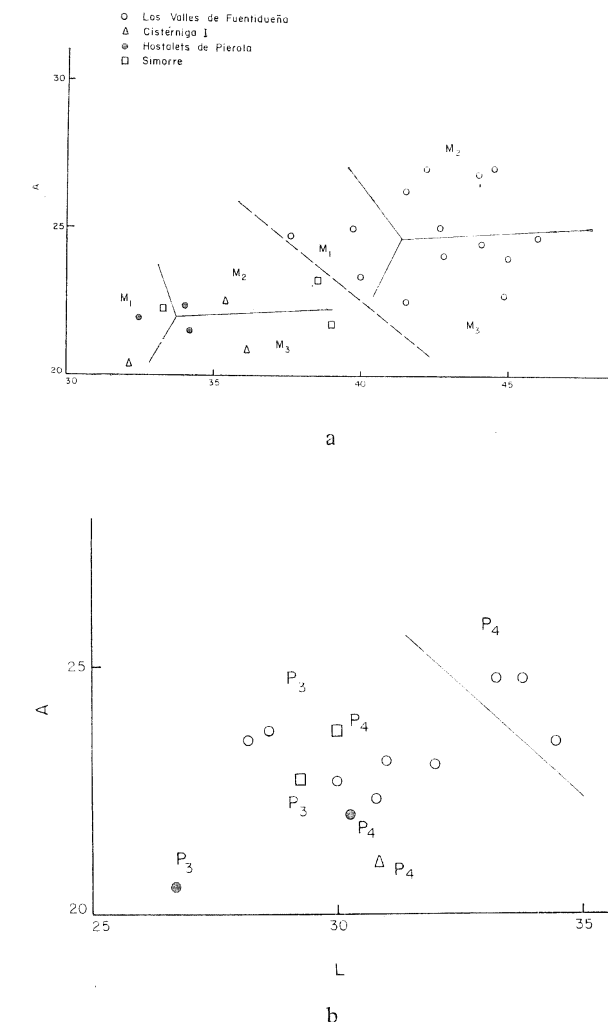 Los Valles de Fuentidueña
Cistérniga I
Hostalets de Pierola
Simorre
30
A
25
20
M2
M1
M2
M1
M3
M3
30 35 40 45
a
P4
25
P3
A
P4
P3
P4
P3
P4
20
25 30 35
L
b